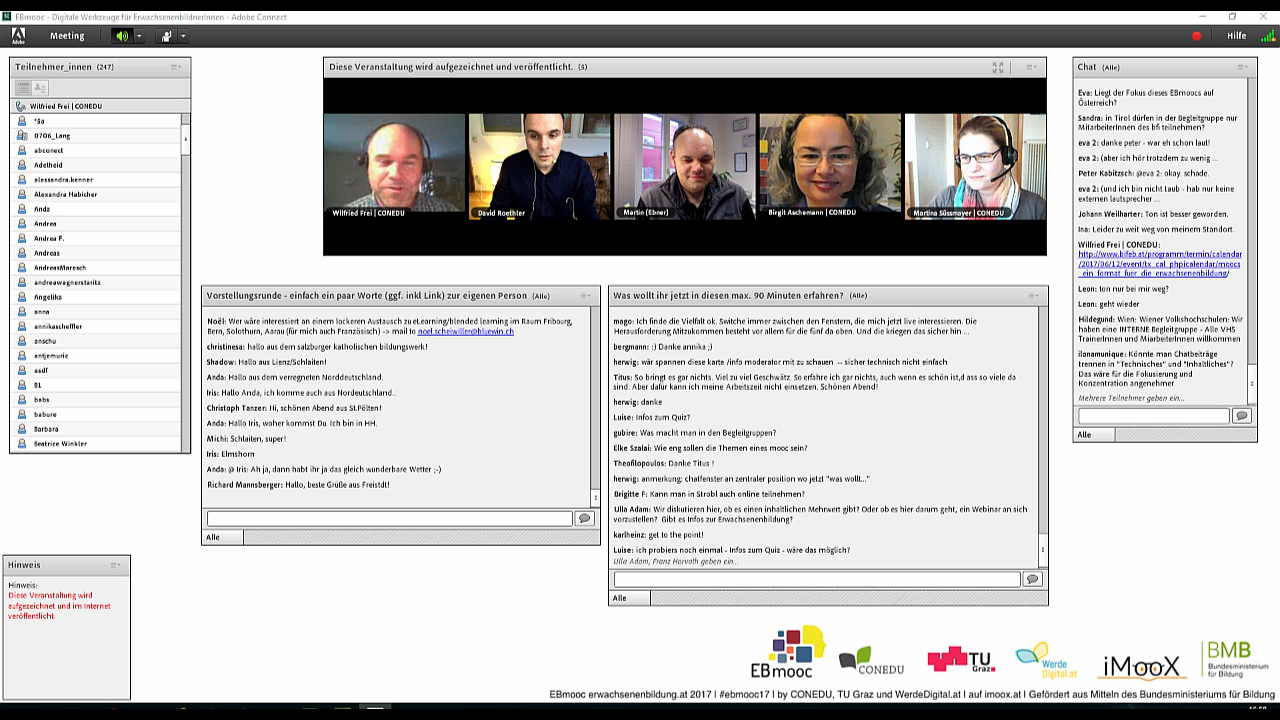 EBmooc - Digitale Werkzeuge für ErwachsenenbildnerInnen - Adobe Connect
Adobe
Meeting
Hilfe
Teilnehmer_innen (247)
Wilfried Frei | CONEDU
*Sa
0706_Lang
abconect
Adelheid
alessandra.kenner
Alexandra Habicher
Anda
Andrea
Andrea F.
Andreas
AndreasMaresch
andreawagnerstaritz
Angelika
anna
annikascheffler
anschu
antjemuric
asdf
B1
babs
babure
Barbara
Beatrice Winkler
Diese Veranstaltung wird aufgezeichnet und veröffentlicht. (5)
Wilfried Frei | CONEDU
David Roethler
Martin (Ebner)
Birgit Aschemann | CONEDU
Martina Süssmayer | CONEDU
Chat (Alle)
Eva: Liegt der Fokus dieses EBmoocs auf
Österreich?
Sandra: in Tirol dürfen in der Begleitgruppe nur
MitarbeiterInnen des bfi teilnehmen?
eva 2: danke peter - war eh schon laut!
eva 2: (aber ich hör trotzdem zu wenig ...
Peter Kabitzsch: @eva 2: okay. schade.
eva 2: (und ich bin nicht taub - hab nur keine
externen lautsprecher ...
Johann Weilharter: Ton ist besser geworden.
Ina: Leider zu weit weg von meinem Standort.
Wilfried Frei | CONEDU:
http://www.bifeb.at/programm/termin/calendar
/2017/06/12/event/tx_cal_phpicalendar/moocs
_ein_format_fuer_die_erwachsenenbildung/
Leon: ton nur bei mir weg?
Leon: geht wieder
Hildegund: Wien: Wiener Volkshochschulen: Wir
haben eine INTERNE Begleitgruppe - Alle VHS
TrainerInnen und MiarbeiterInnen willkommen
ilonamunique: Könnte man Chatbeiträge
trennen in "Technisches" und "Inhaltliches"?
Das wäre für die Fokusierung und
Konzentration angenehmer
Mehrere Teilnehmer geben ein...
Alle
Vorstellungsrunde - einfach ein paar Worte (ggf. inkl Link) zur eigenen Person (Alle)
Noël: Wer wäre interessiert an einem lockeren Austausch zu eLearning/blended learning im Raum Fribourg,
Bern, Solothurn, Aarau (für mich auch Französisch) -> mail to noel.scheiwiller@bluewin.ch
christinesa: hallo aus dem salzburger katholischen bildungswerk!
Shadow: Hallo aus Lienz/Schlaiten!
Anda: Hallo aus dem verregneten Norddeutschland.
Iris: Hallo Anda, ich komme auch aus Nordeutschland..
Christoph Tanzer: Hi, schönen Abend aus St.Pölten!
Anda: Hallo Iris, woher kommst Du. Ich bin in HH.
Michi: Schlaiten, super!
Iris: Elmshorn
Anda: @ Iris: Ah ja, dann habt ihr ja das gleich wunderbare Wetter ;-)
Richard Mannsberger: Hallo, beste Grüße aus Freistdt!
Alle
Was wollt ihr jetzt in diesen max. 90 Minuten erfahren? (Alle)
mago: Ich finde die Vielfalt ok. Switche immer zwischen den Fenstern, die mich jetzt live interessieren. Die
Herausforderung Mitzukommen besteht vor allem für die fünf da oben. Und die kriegen das sicher hin ...
bergmann: :) Danke annika ;)
herwig: wär spannen diese karte /info moderator mit zu schauen -- sicher technisch nicht einfach
Titus: So bringt es gar nichts. Viel zu viel Geschwätz. So erfahre ich gar nichts, auch wenn es schön ist,d ass so viele da
sind. Aber dafür kann ich meine Arbeitszeit nicht einsetzen. Schönen Abend!
herwig: danke
Luise: Infos zum Quiz?
gubire: Was macht man in den Begleitgruppen?
Elke Szalai: Wie eng sollen die Themen eines mooc sein?
Theofilopoulos: Danke Titus !
herwig: anmerkung: chatfenster an zentraler position wo jetzt "was wollt..."
Brigitte F: Kann man in Strobl auch online teilnehmen?
Ulla Adam: Wir diskutieren hier, ob es einen inhaltlichen Mehrwert gibt? Oder ob es hier darum geht, ein Webinar an sich
vorzustellen? Gibt es Infos zur Erwachsenenbildung?
karlheinz: get to the point!
Luise: ich probiers noch einmal - Infos zum Quiz - wäre das möglich?
Ulla Adam, Franz Horvath geben ein...
Alle
Hinweis
Hinweis:
Diese Veranstaltung wird
aufgezeichnet und im Internet
veröffentlicht.
EBmooc
CONEDU
TU
Graz
Werde
Digital.at
iMooX
BMB
Bundesministerium
für Bildung
EBmooc erwachsenenbildung.at 2017 I #ebmooc17 I by CONEDU, TU Graz und WerdeDigital.at I auf imoox.at I Gefördert aus Mitteln des Bundesministeriums für Bildung